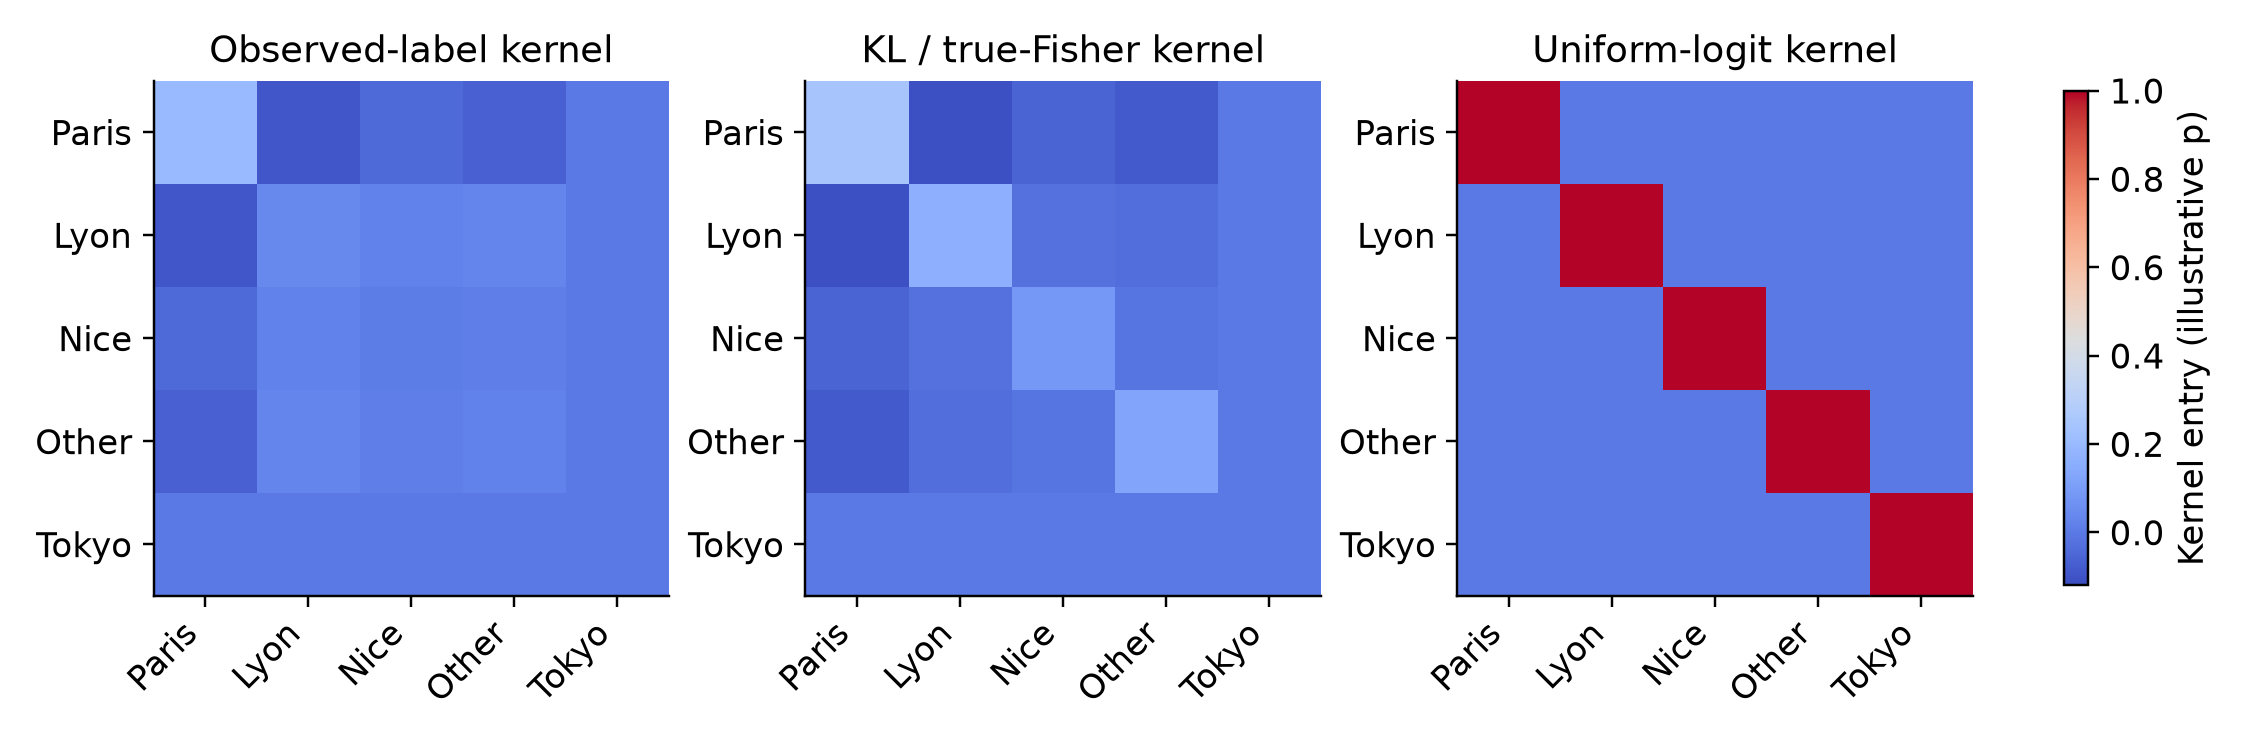 Observed-label kernel
KL / true-Fisher kernel
Uniform-logit kernel
Paris
Lyon
Nice
Other
Tokyo
Paris
Lyon
Nice
Other
Tokyo
Paris
Lyon
Nice
Other
Tokyo
Paris
Lyon
Nice
Other
Tokyo
Paris
Lyon
Nice
Other
Tokyo
Paris
Lyon
Nice
Other
Tokyo
1.0
0.8
0.6
0.4
0.2
0.0
Kernel entry (illustrative p)